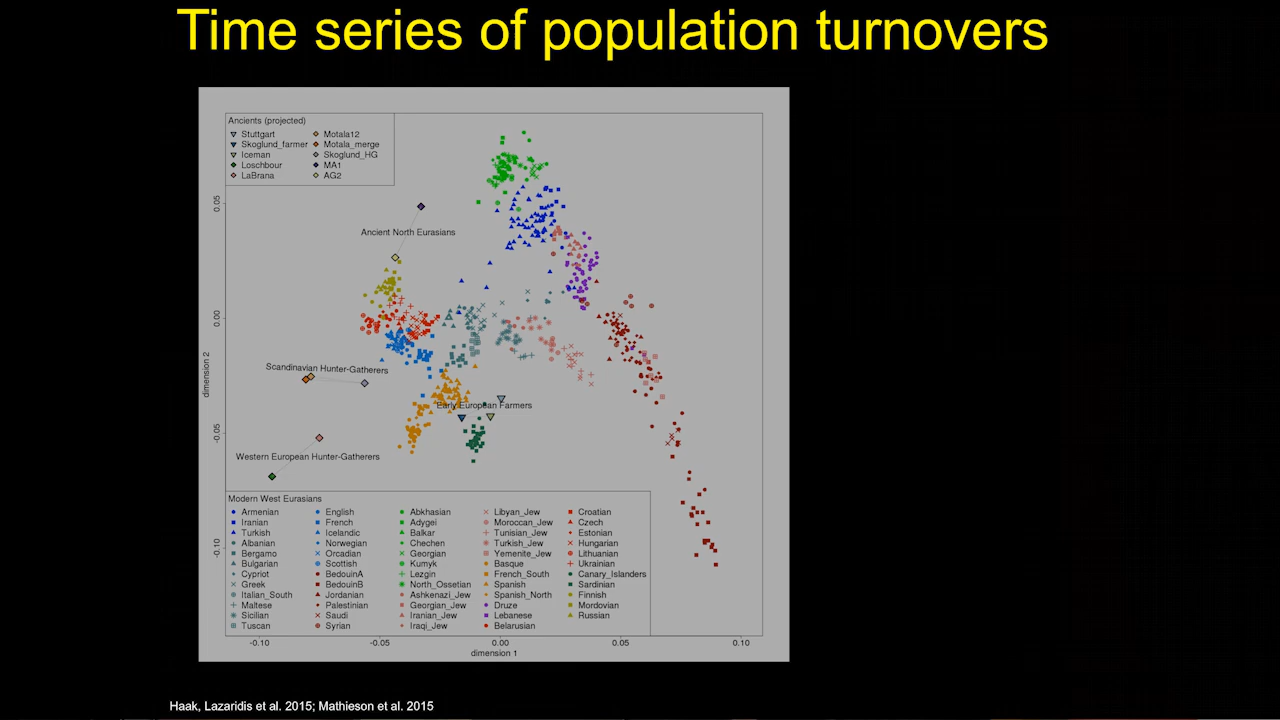 Time series of population turnovers
Ancients (projected)
Stuttgart Motala12
Skoglund_farmer Motala_merge
Iceman Skoglund_HG
Loschbour MA1
LaBrana AG2
0.05
Ancient North Eurasians
0.00
dimension 2
Scandinavian Hunter-Gatherers
Early European Farmers
-0.05
Western European Hunter-Gatherers
Modern West Eurasians
Armenian English Abkhasian Libyan_Jew Croatian
Iranian French Adygei Moroccan_Jew Czech
Turkish Icelandic Balkar Tunisian_Jew Estonian
Albanian Norwegian Chechen Turkish_Jew Hungarian
Bergamo Orcadian Georgian Yemenite_Jew Lithuanian
Bulgarian Scottish Kumyk Basque Ukrainian
Cypriot BedouinA Lezgin French_South Canary_Islanders
Greek BedouinB North_Ossetian Spanish Sardinian
Italian_South Jordanian Ashkenazi_Jew Spanish_North Finnish
Maltese Palestinian Georgian_Jew Druze Mordovian
Sicilian Saudi Iranian_Jew Lebanese Russian
Tuscan Syrian Iraqi_Jew Belarusian
-0.10
-0.10 -0.05 0.00 0.05 0.10
dimension 1
Haak, Lazaridis et al. 2015; Mathieson et al. 2015